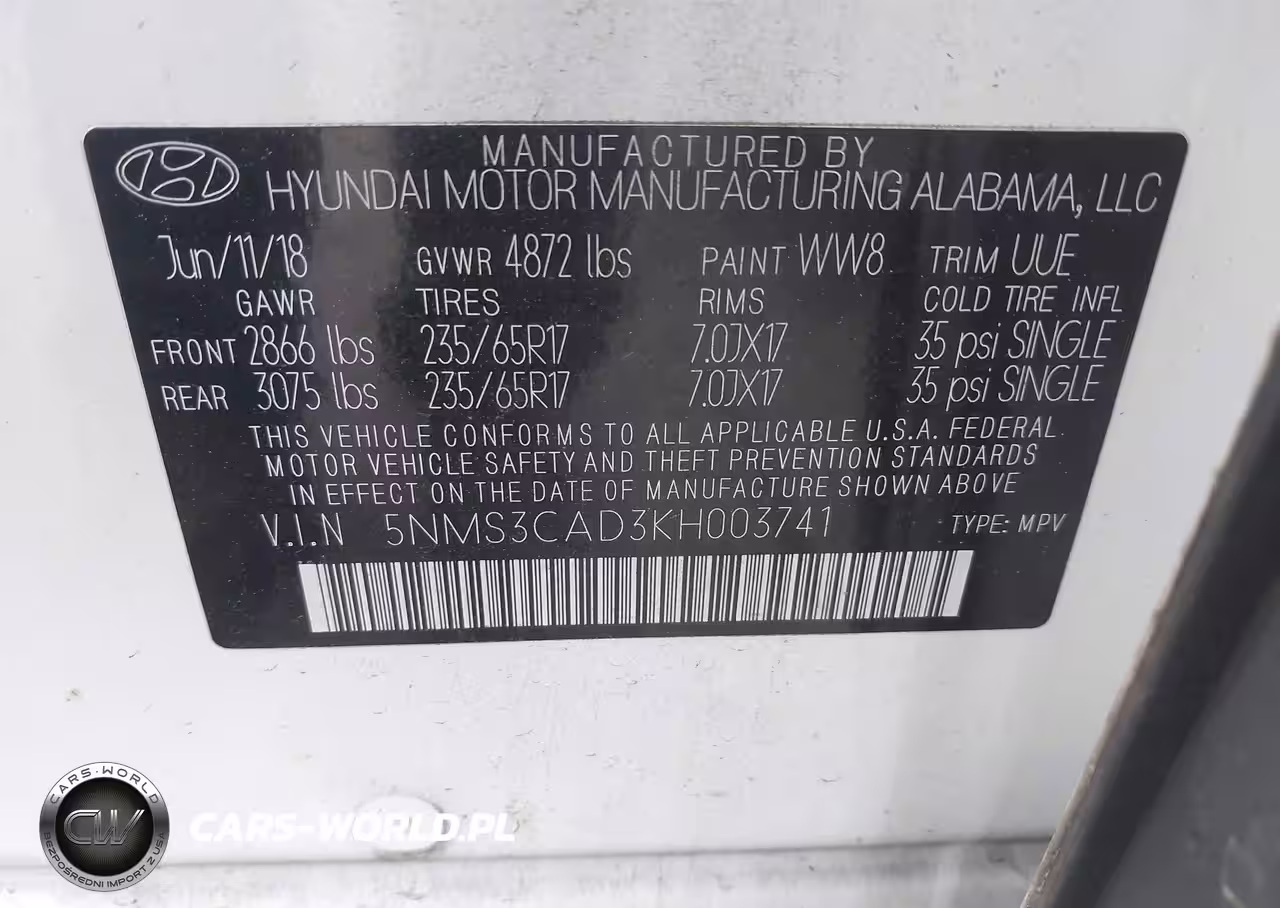 MANUFACTURED BY
HYUNDAI MOTOR MANUFACTURING ALABAMA, LLC
Jun/11/18 GVWR 4872 lbs PAINT WW8 TRIM UUE
GAWR TIRES RIMS COLD TIRE INFL
FRONT 2866 lbs 235/65R17 7.0JX17 35 psi SINGLE
REAR 3075 lbs 235/65R17 7.0JX17 35 psi SINGLE
THIS VEHICLE CONFORMS TO ALL APPLICABLE U.S.A. FEDERAL
MOTOR VEHICLE SAFETY AND THEFT PREVENTION STANDARDS
IN EFFECT ON THE DATE OF MANUFACTURE SHOWN ABOVE
V.I.N 5NMS3CAD3KH003741 TYPE: MPV
CARS-WORLD
CW
BEZPOŚREDNI IMPORT Z USA
CARS-WORLD.PL